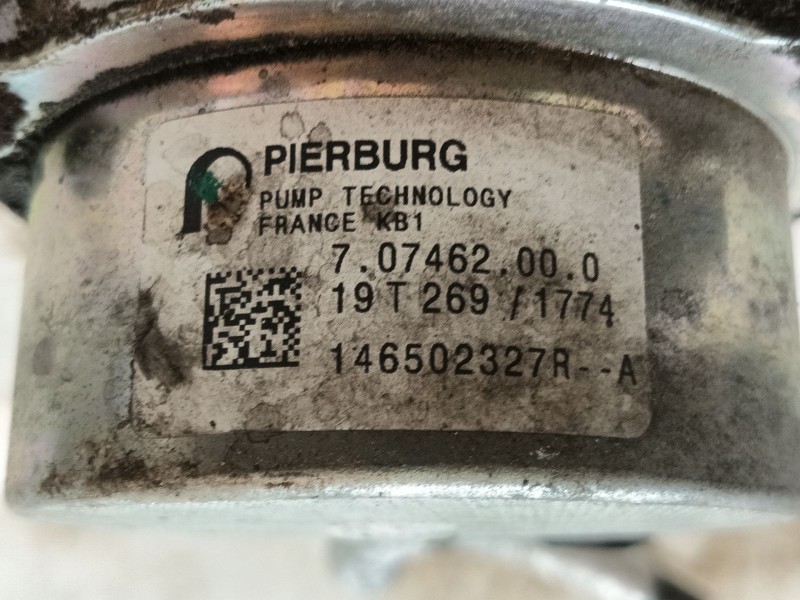 PIERBURG
PUMP TECHNOLOGY
FRANCE KB1
7.07462.00.0
19 T 269 / 1774
146502327R--A